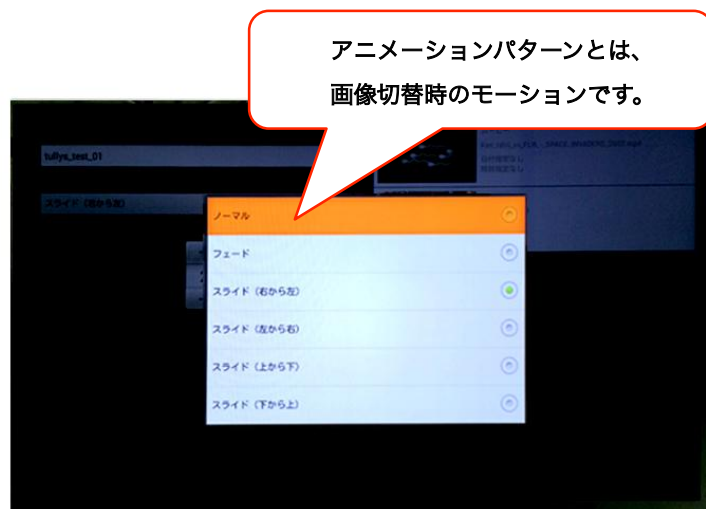 アニメーションパターンとは、
画像切替時のモーションです。
tullys_test_01
スライド（右から左）
ノーマル
フェード
スライド（右から左）
スライド（左から右）
スライド（上から下）
スライド（下から上）